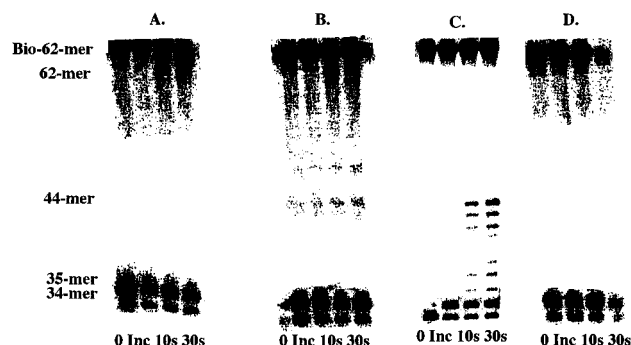 A. B. C. D.
Bio-62-mer
62-mer
44-mer
35-mer
34-mer
0 Inc 10s 30s 0 Inc 10s 30s 0 Inc 10s 30s 0 Inc 10s 30s